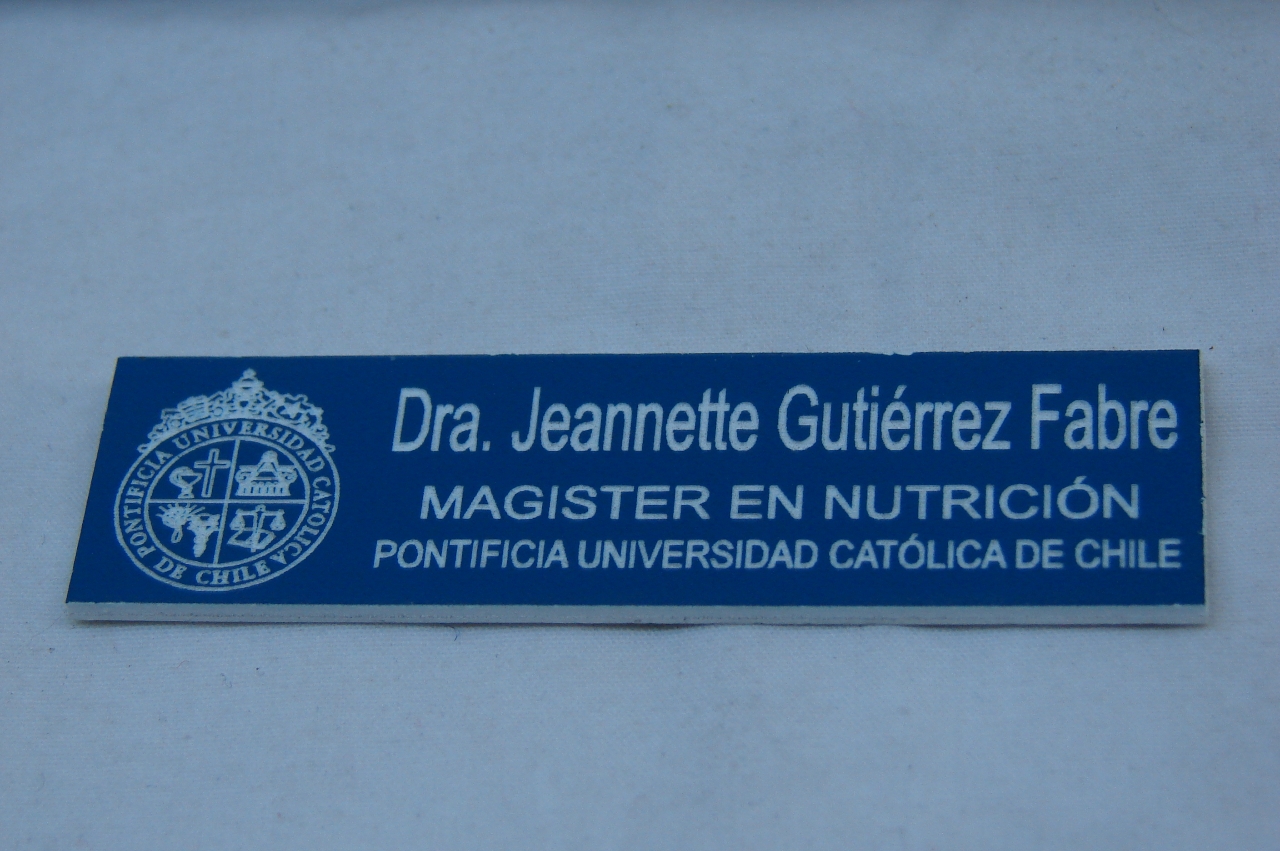 Dra. Jeannette Gutiérrez Fabre
MAGISTER EN NUTRICIÓN
PONTIFICIA UNIVERSIDAD CATÓLICA DE CHILE
PONTIFICIA UNIVERSIDAD CATOLICA
DE CHILE